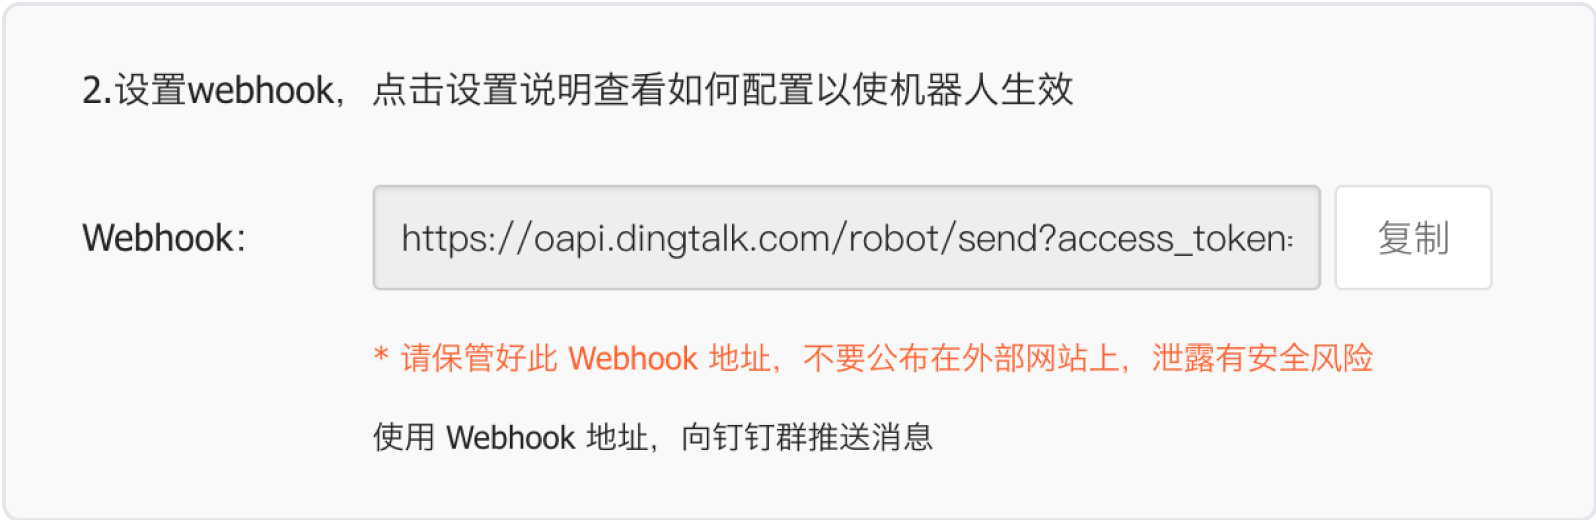 2.设置webhook，点击设置说明查看如何配置以使机器人生效
Webhook: https://oapi.dingtalk.com/robot/send?access_token= 复制
* 请保管好此 Webhook 地址，不要公布在外部网站上，泄露有安全风险
使用 Webhook 地址，向钉钉群推送消息